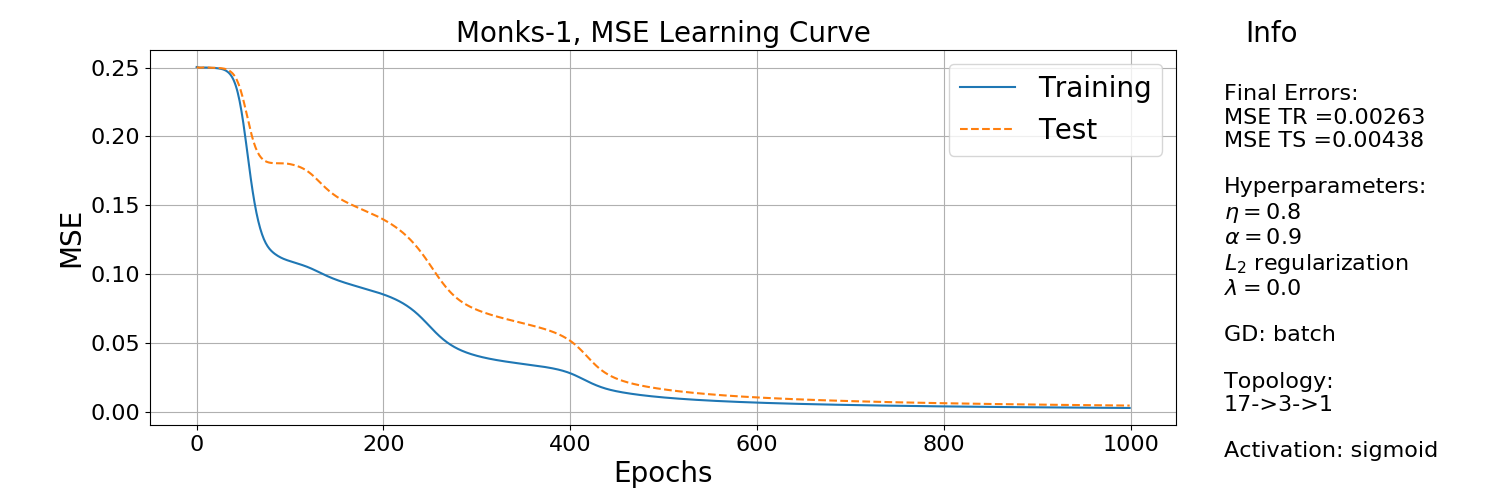 Monks-1, MSE Learning Curve
MSE
0.25
0.20
0.15
0.10
0.05
0.00
0 200 400 600 800 1000
Epochs
Training
Test
Info
Final Errors:
MSE TR =0.00263
MSE TS =0.00438
Hyperparameters:
η = 0.8
α = 0.9
L₂ regularization
λ = 0.0
GD: batch
Topology:
17->3->1
Activation: sigmoid